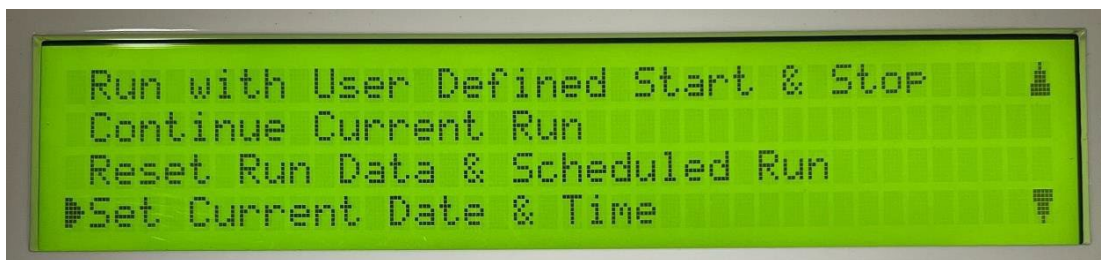 Run with User Defined Start & Stop
Continue Current Run
Reset Run Data & Scheduled Run
Set Current Date & Time